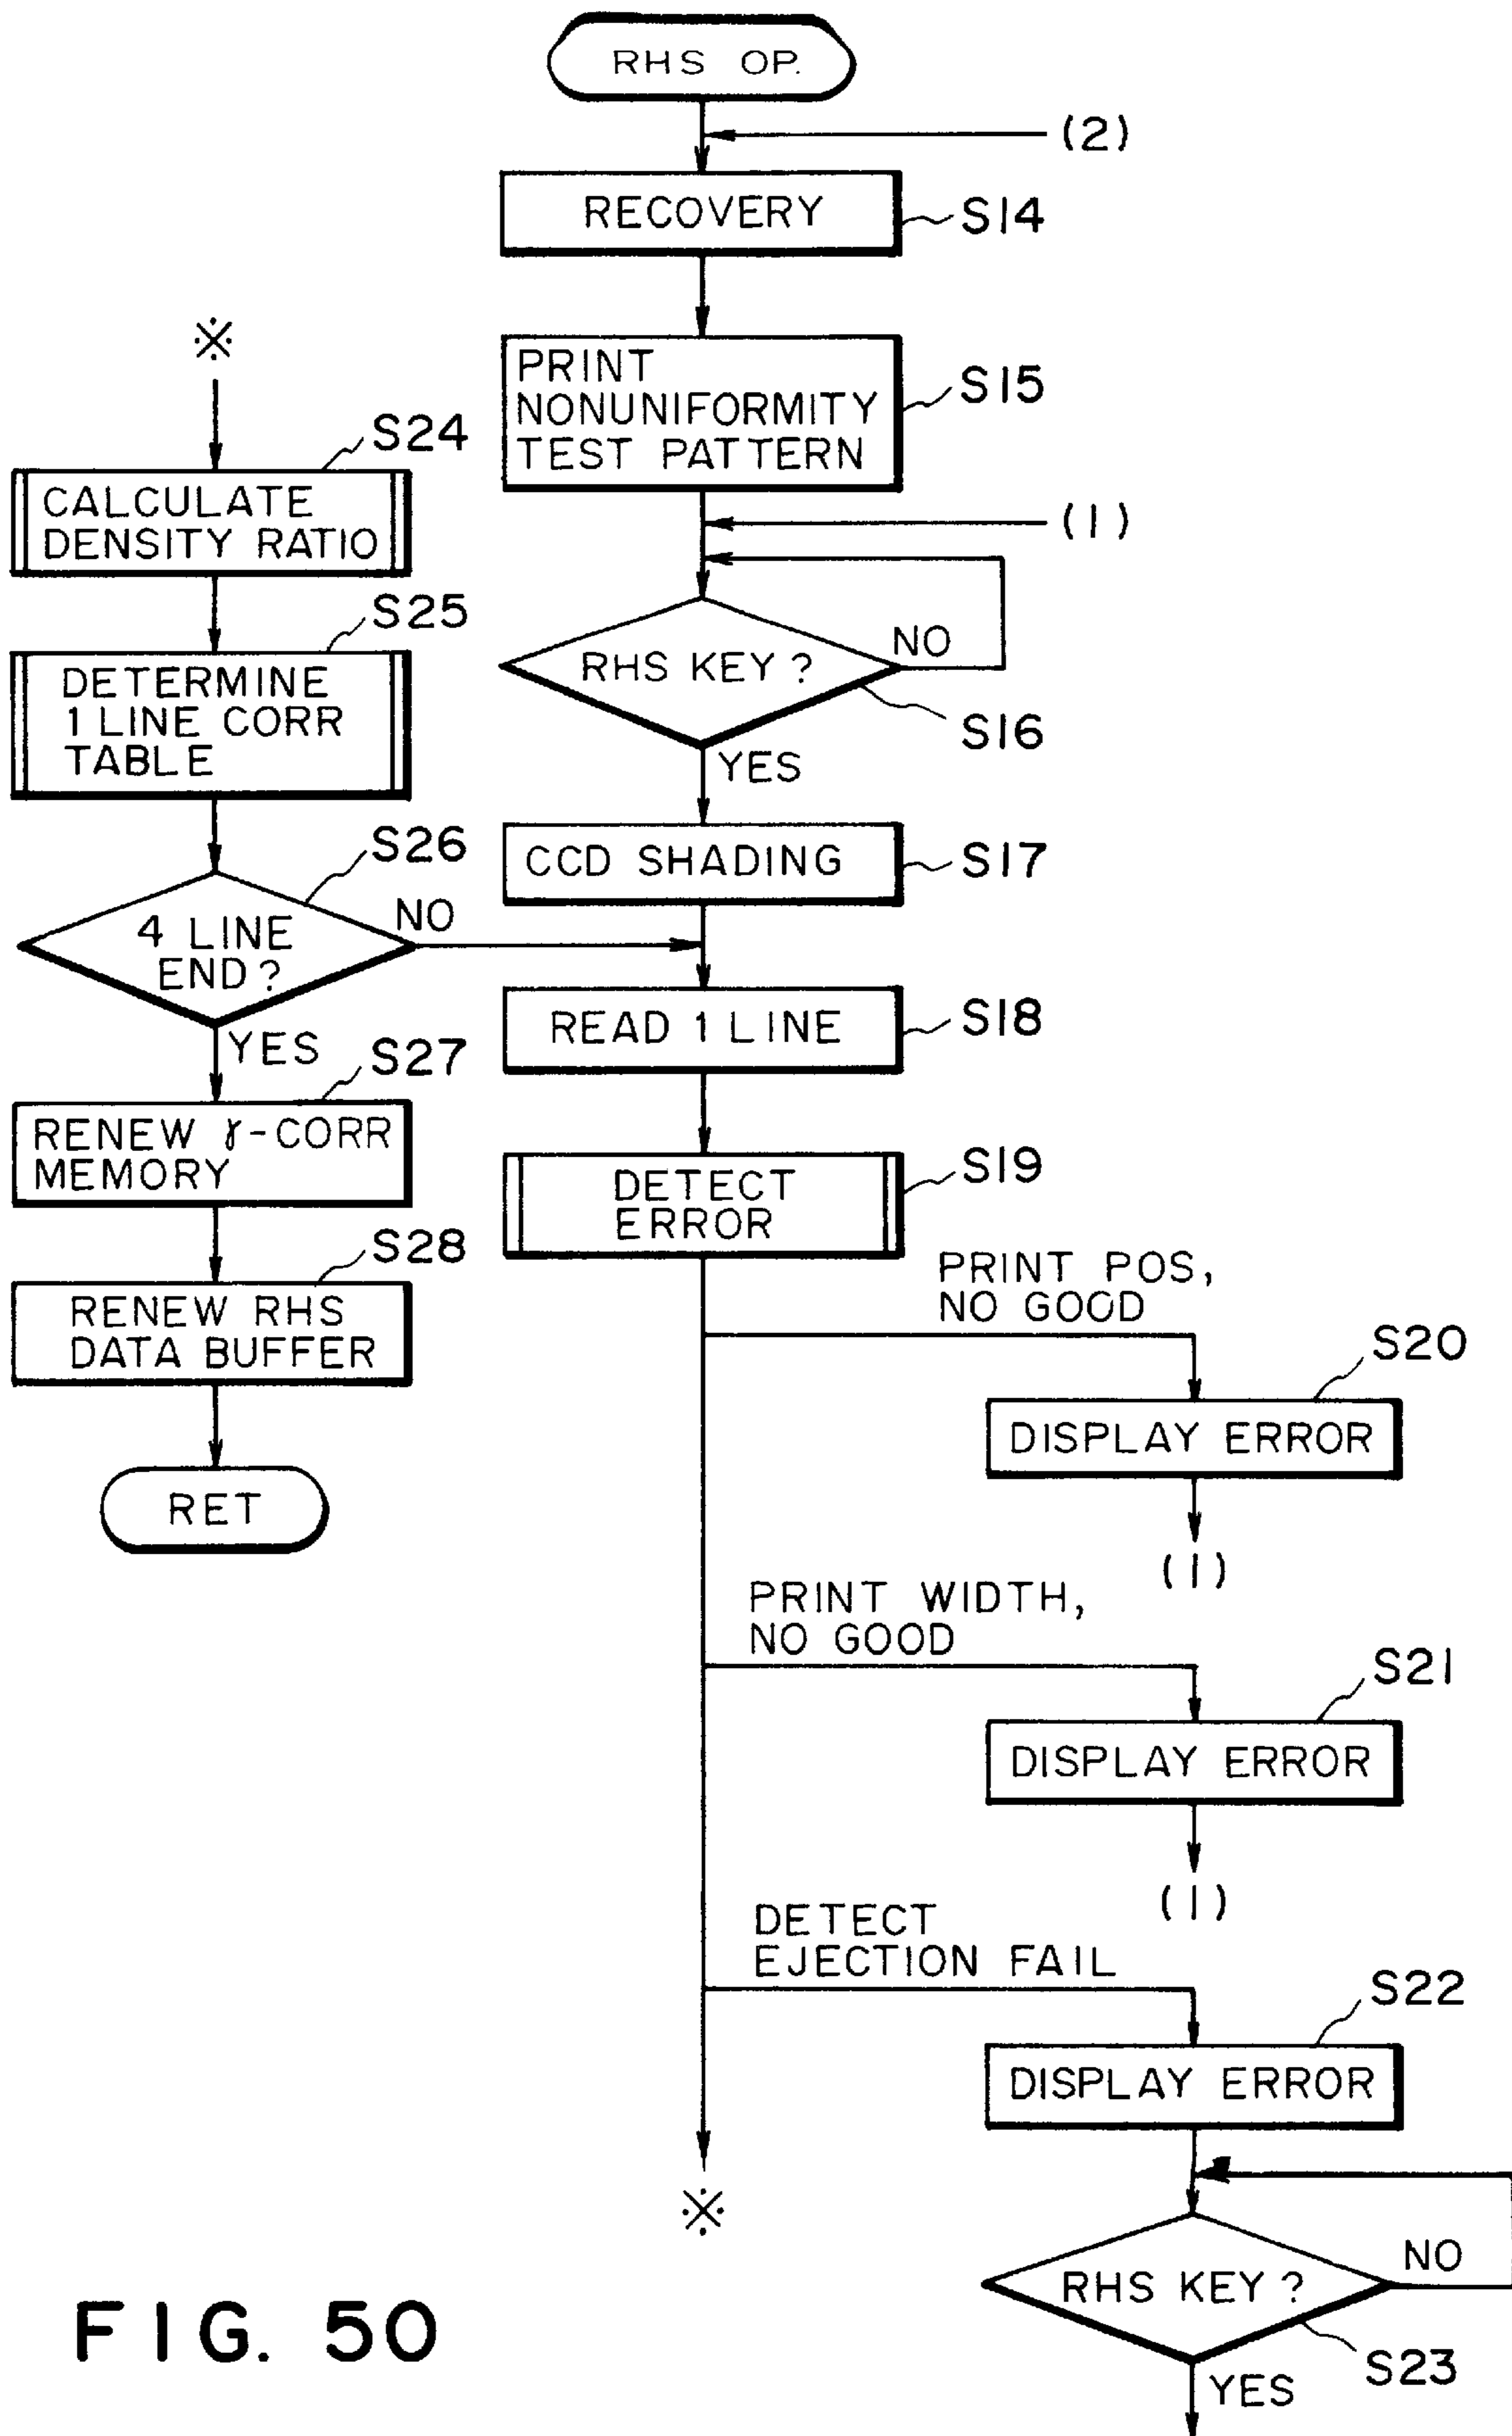 RHS OP.
(2)
RECOVERY
S14
PRINT
NONUNIFORMITY
TEST PATTERN
S15
(1)
RHS KEY?
NO
S16
YES
CCD SHADING
S17
READ 1 LINE
S18
DETECT
ERROR
S19
PRINT POS,
NO GOOD
S20
DISPLAY ERROR
(1)
PRINT WIDTH,
NO GOOD
S21
DISPLAY ERROR
(1)
DETECT
EJECTION FAIL
S22
DISPLAY ERROR
RHS KEY?
NO
S23
YES
※
※
S24
CALCULATE
DENSITY RATIO
S25
DETERMINE
1 LINE CORR
TABLE
S26
4 LINE
END?
NO
YES
S27
RENEW γ-CORR
MEMORY
S28
RENEW RHS
DATA BUFFER
RET
FIG. 50